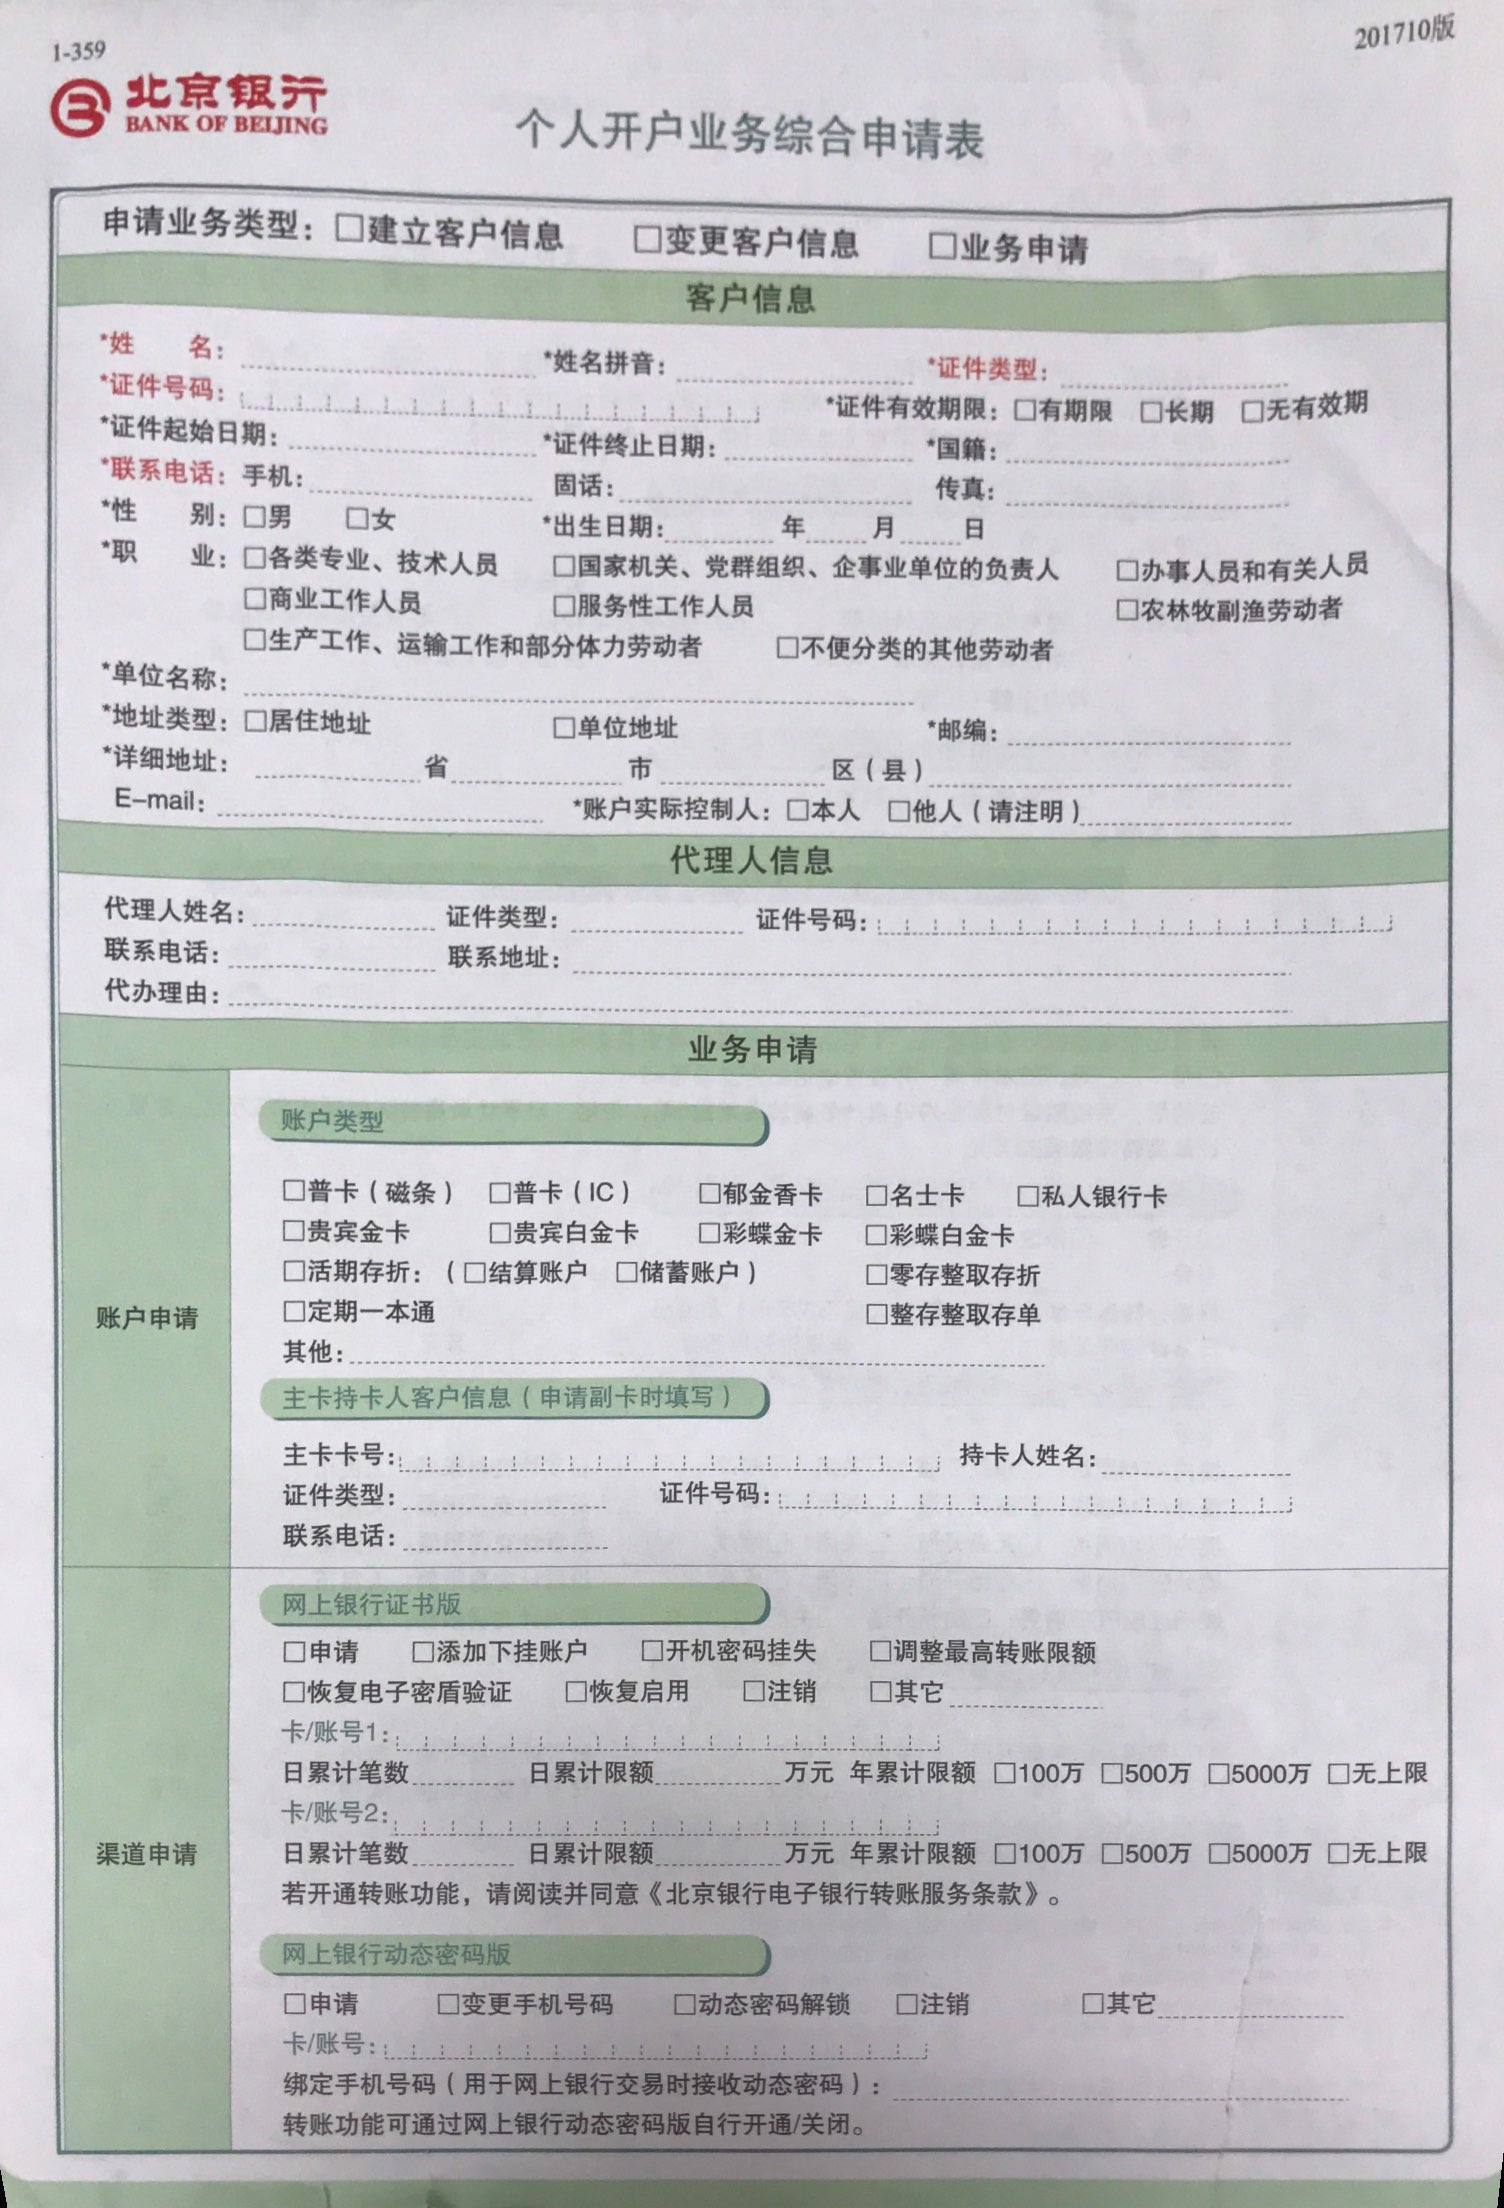 1-359
201710版
北京银行
BANK OF BEIJING
个人开户业务综合申请表
申请业务类型：□建立客户信息 □变更客户信息 □业务申请
客户信息
*姓 名： *姓名拼音： *证件类型：
*证件号码： *证件有效期限：□有期限 □长期 □无有效期
*证件起始日期： *证件终止日期： *国籍：
*联系电话：手机： 固话： 传真：
*性 别：□男 □女 *出生日期： 年 月 日
*职 业：□各类专业、技术人员 □国家机关、党群组织、企事业单位的负责人 □办事人员和有关人员
□商业工作人员 □服务性工作人员 □农林牧副渔劳动者
□生产工作、运输工作和部分体力劳动者 □不便分类的其他劳动者
*单位名称：
*地址类型：□居住地址 □单位地址 *邮编：
*详细地址： 省 市 区（县）
E-mail： *账户实际控制人：□本人 □他人（请注明）
代理人信息
代理人姓名： 证件类型： 证件号码：
联系电话： 联系地址：
代办理由：
业务申请
账户申请
账户类型
□普卡（磁条） □普卡（IC） □郁金香卡 □名士卡 □私人银行卡
□贵宾金卡 □贵宾白金卡 □彩蝶金卡 □彩蝶白金卡
□活期存折：（□结算账户 □储蓄账户） □零存整取存折
□定期一本通 □整存整取存单
其他：
主卡持卡人客户信息（申请副卡时填写）
主卡卡号： 持卡人姓名：
证件类型： 证件号码：
联系电话：
渠道申请
网上银行证书版
□申请 □添加下挂账户 □开机密码挂失 □调整最高转账限额
□恢复电子密盾验证 □恢复启用 □注销 □其它
卡/账号1：
日累计笔数 日累计限额 万元 年累计限额 □100万 □500万 □5000万 □无上限
卡/账号2：
日累计笔数 日累计限额 万元 年累计限额 □100万 □500万 □5000万 □无上限
若开通转账功能，请阅读并同意《北京银行电子银行转账服务条款》。
网上银行动态密码版
□申请 □变更手机号码 □动态密码解锁 □注销 □其它
卡/账号：
绑定手机号码（用于网上银行交易时接收动态密码）：
转账功能可通过网上银行动态密码版自行开通/关闭。